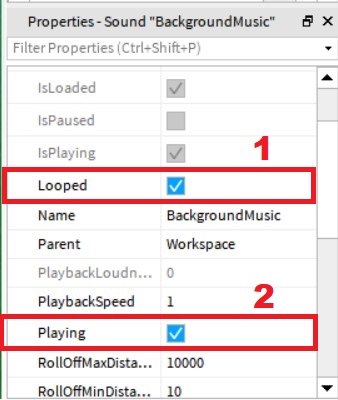 Properties - Sound "BackgroundMusic"
Filter Properties (Ctrl+Shift+P)
IsLoaded
IsPaused
IsPlaying
1
Looped
Name BackgroundMusic
Parent Workspace
PlaybackLoudn... 0
PlaybackSpeed 1
2
Playing
RollOffMaxDista... 10000
RollOffMinDista... 10